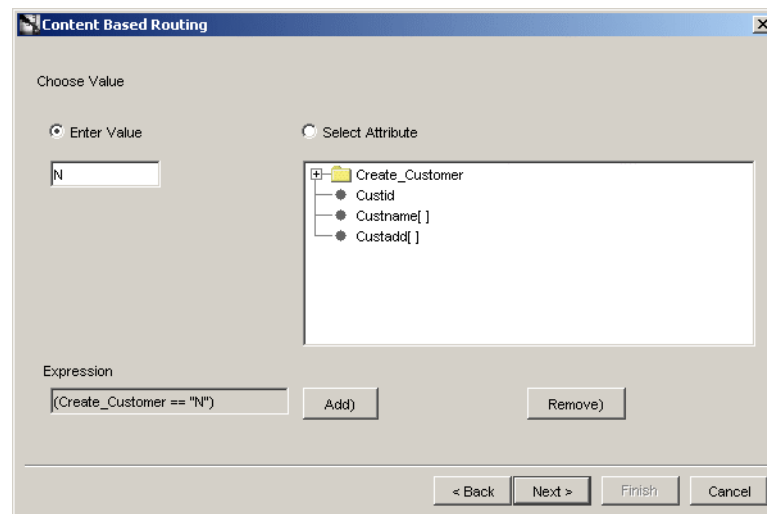 Content Based Routing
Choose Value
Enter Value
Select Attribute
N
Create_Customer
Custid
Custname[ ]
Custadd[ ]
Expression
(Create_Customer == "N")
Add)
Remove)
< Back
Next >
Finish
Cancel